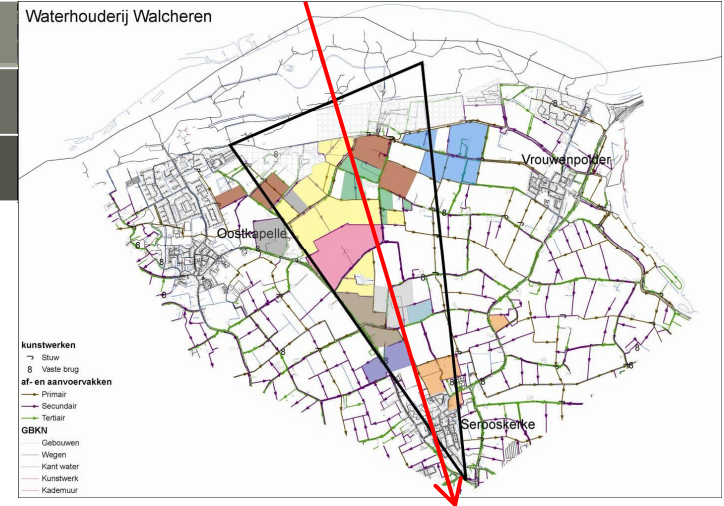 Waterhouderij Walcheren
Vrouwenpolder
Oostkapelle
Serooskerke
kunstwerken
Stuw
8 Vaste brug
af- en aanvoervakken
Primair
Secundair
Tertiair
GBKN
Gebouwen
Wegen
Kant water
Kunstwerk
Kademuur